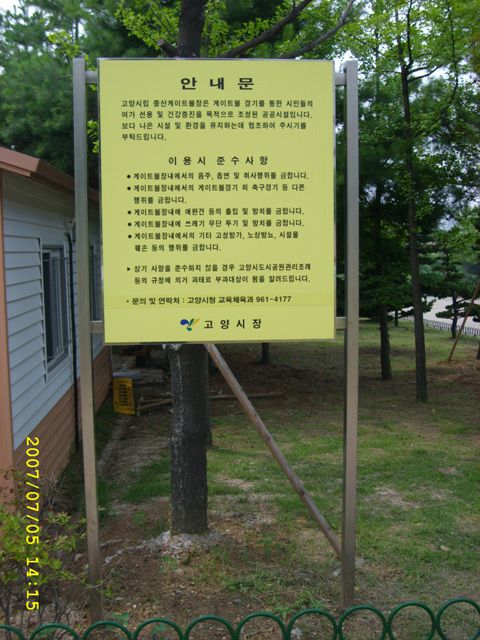 안 내 문
고양시립 중산게이트볼장은 게이트볼 경기를 통한 시민들의
여가 선용 및 건강증진을 목적으로 조성된 공공시설입니다.
보다 나은 시설 및 환경을 유지하는데 협조하여 주시기를
부탁드립니다.
이 용 시 준 수 사 항
● 게이트볼장내에서의 음주, 흡연 및 취사행위를 금합니다.
● 게이트볼장내에서의 게이트볼경기 외 축구경기 등 다른
행위를 금합니다.
● 게이트볼장내에 애완견 등의 출입 및 방치를 금합니다.
● 게이트볼장내에 쓰레기 무단 투기 및 방치를 금합니다.
● 게이트볼장내에서의 기타 고성방가, 노상방뇨, 시설물
훼손 등의 행위를 금합니다.
▶ 상기 사항을 준수하지 않을 경우 고양시도시공원관리조례
등의 규정에 의거 과태료 부과대상이 됨을 알려드립니다.
• 문의 및 연락처 : 고양시청 교육체육과 961-4177
고 양 시 장
2007/07/05 14:15